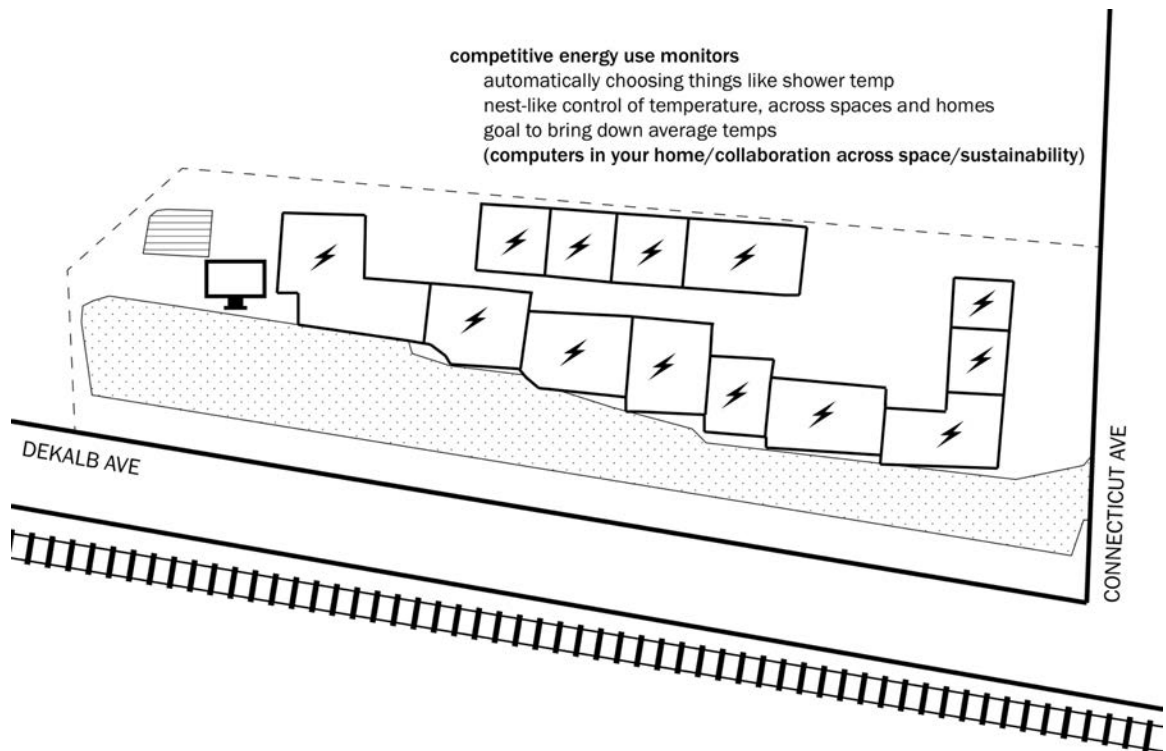 competitive energy use monitors
automatically choosing things like shower temp
nest-like control of temperature, across spaces and homes
goal to bring down average temps
(computers in your home/collaboration across space/sustainability)
DEKALB AVE
CONNECTICUT AVE